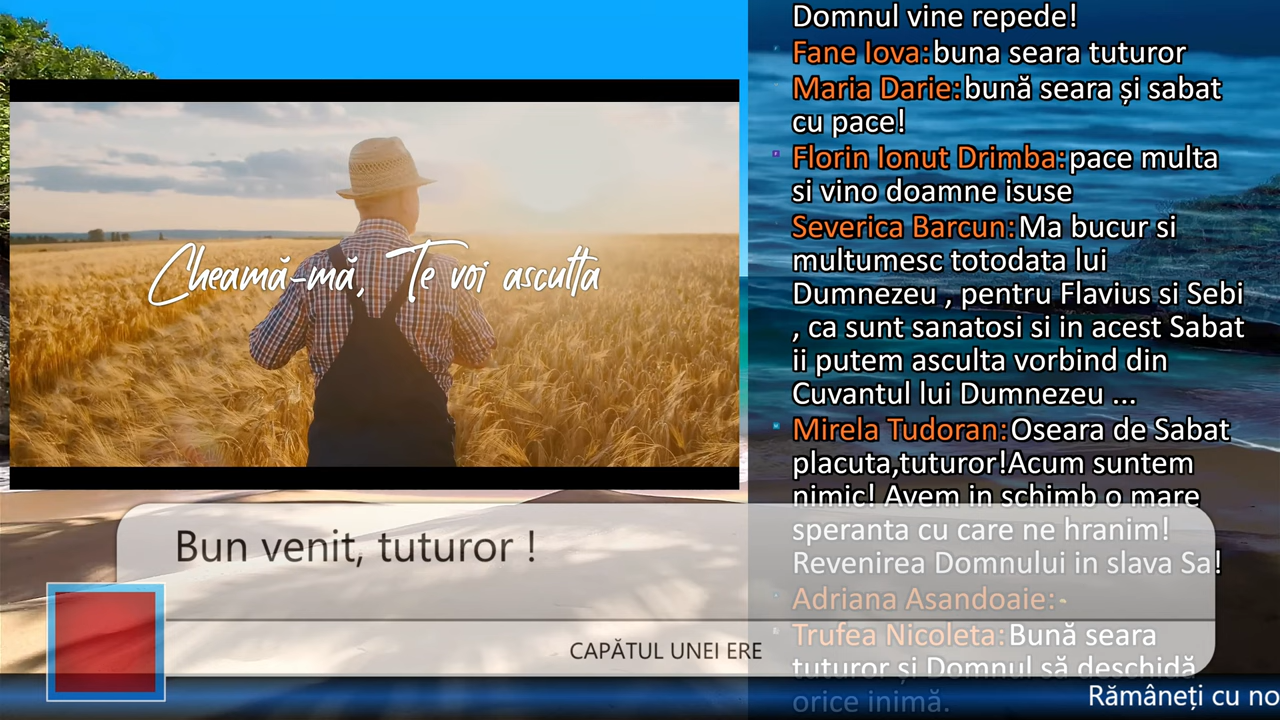 Cheamă-mă, Te voi asculta
Bun venit, tuturor !
CAPĂTUL UNEI ERE
Domnul vine repede!
Fane Iova: buna seara tuturor
Maria Darie: bună seara și sabat
cu pace!
Florin Ionut Drimba: pace multa
si vino doamne isuse
Severica Barcun: Ma bucur si
multumesc totodata lui
Dumnezeu , pentru Flavius si Sebi
, ca sunt sanatosi si in acest Sabat
ii putem asculta vorbind din
Cuvantul lui Dumnezeu ...
Mirela Tudoran: Oseara de Sabat
placuta,tuturor!Acum suntem
nimic! Avem in schimb o mare
speranta cu care ne hranim!
Revenirea Domnului in slava Sa!
Adriana Asandoaie:
Trufea Nicoleta: Bună seara
tuturor și Domnul să deschidă
orice inimă.
Rămâneți cu no